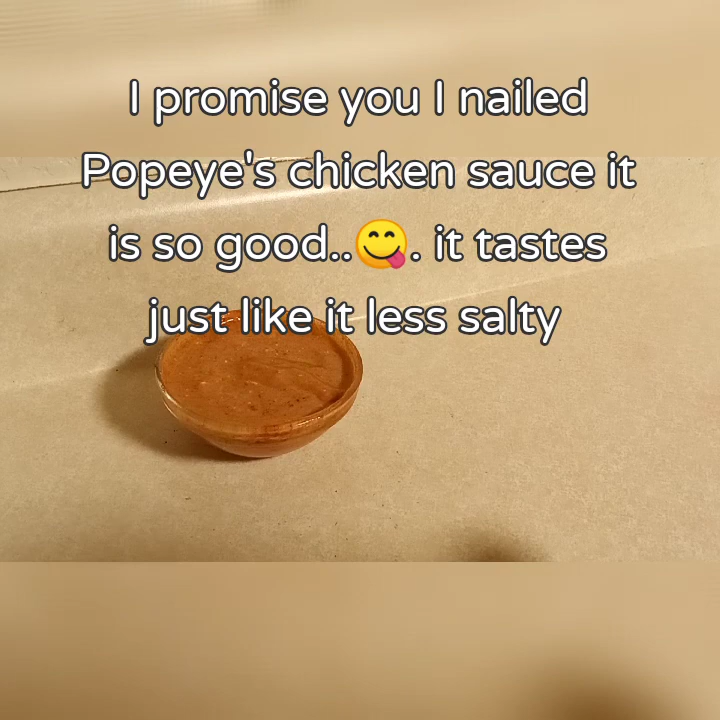 I promise you I nailed
Popeye's chicken sauce it
is so good..😋. it tastes
just like it less salty